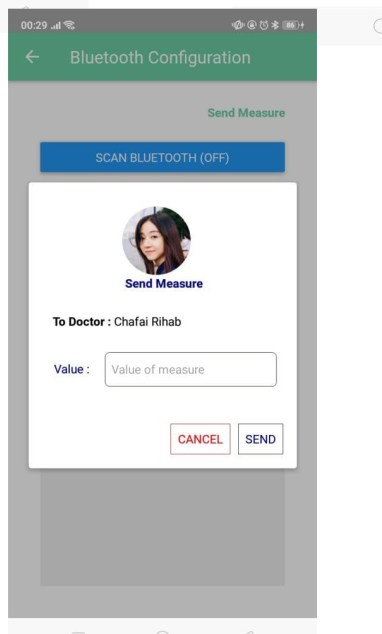 00:29
86
Bluetooth Configuration
Send Measure
SCAN BLUETOOTH (OFF)
Send Measure
To Doctor : Chafai Rihab
Value : Value of measure
CANCEL SEND